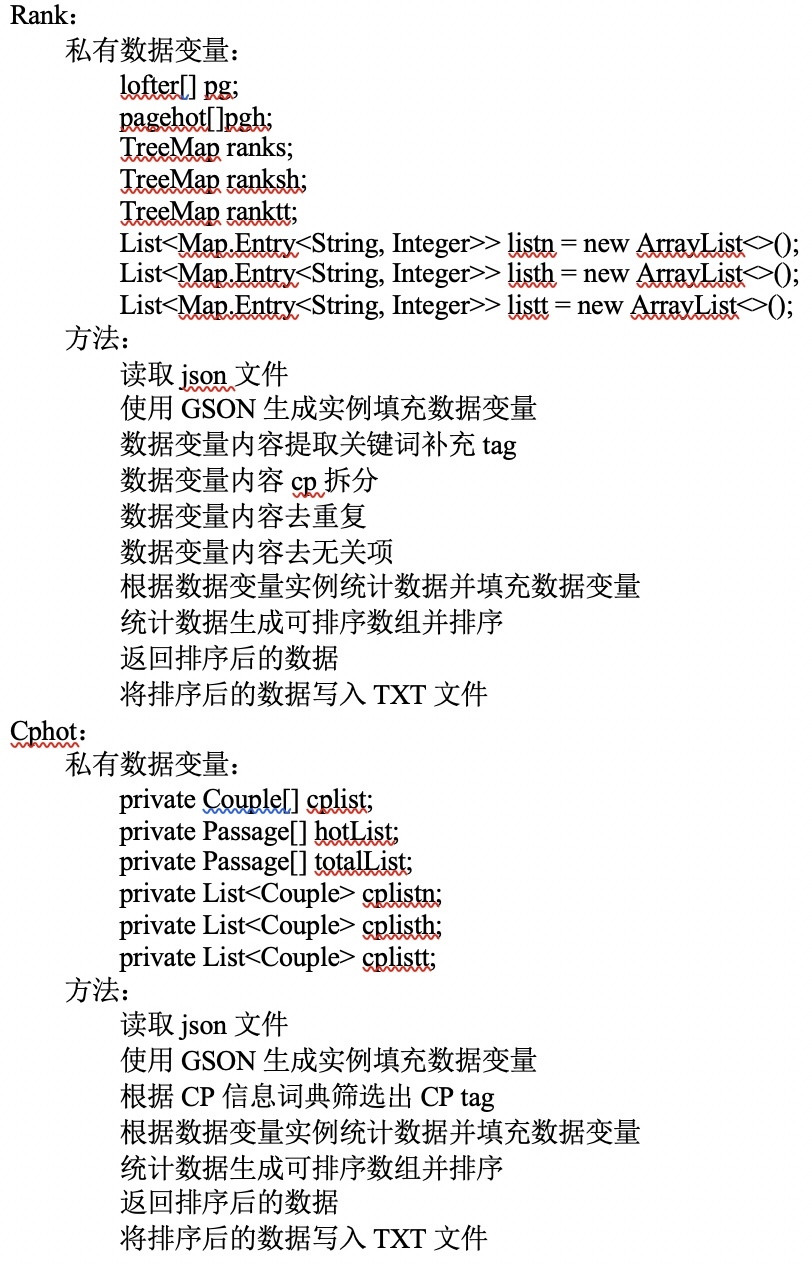 Rank：
私有数据变量：
lofter[] pg;
pagehot[]pgh;
TreeMap ranks;
TreeMap ranksh;
TreeMap ranktt;
List<Map.Entry<String, Integer>> listn = new ArrayList<>();
List<Map.Entry<String, Integer>> listh = new ArrayList<>();
List<Map.Entry<String, Integer>> listt = new ArrayList<>();
方法：
读取 json 文件
使用 GSON 生成实例填充数据变量
数据变量内容提取关键词补充 tag
数据变量内容 cp 拆分
数据变量内容去重复
数据变量内容去无关项
根据数据变量实例统计数据并填充数据变量
统计数据生成可排序数组并排序
返回排序后的数据
将排序后的数据写入 TXT 文件
Cphot：
私有数据变量：
private Couple[] cplist;
private Passage[] hotList;
private Passage[] totalList;
private List<Couple> cplistn;
private List<Couple> cplisth;
private List<Couple> cplistt;
方法：
读取 json 文件
使用 GSON 生成实例填充数据变量
根据 CP 信息词典筛选出 CP tag
根据数据变量实例统计数据并填充数据变量
统计数据生成可排序数组并排序
返回排序后的数据
将排序后的数据写入 TXT 文件